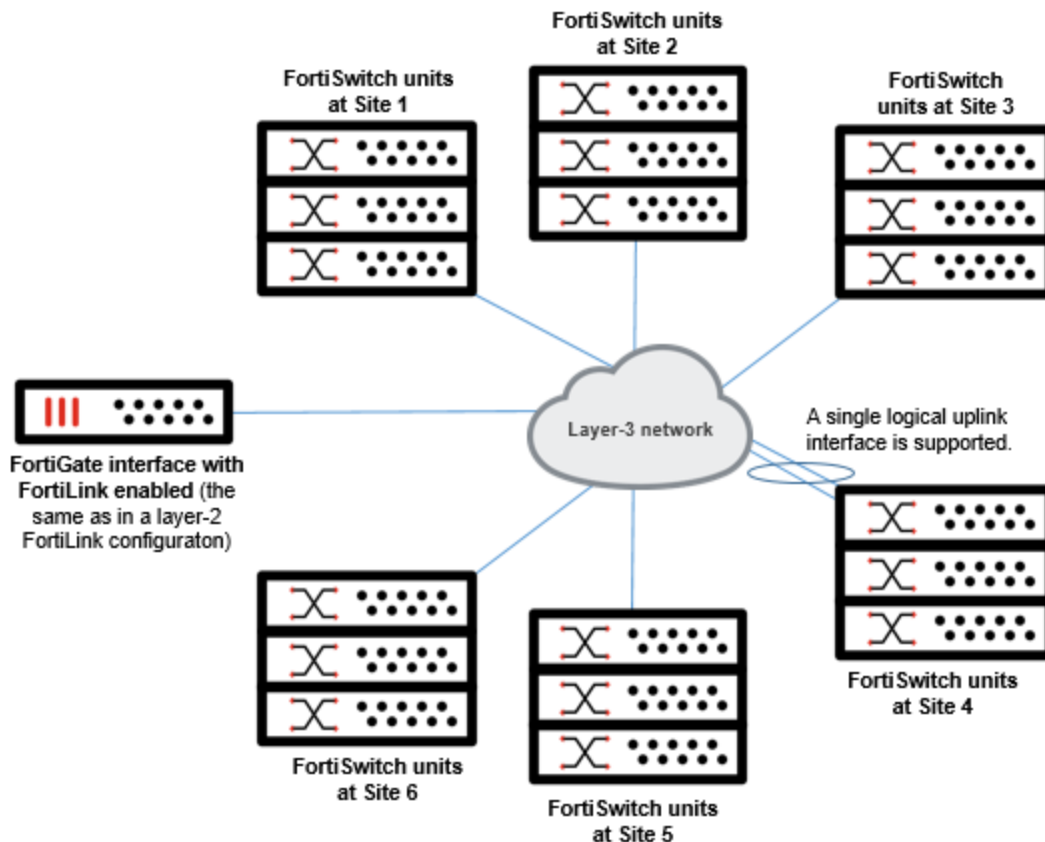 FortiSwitch units
at Site 2
FortiSwitch units
at Site 1
FortiSwitch
units at Site 3
Layer-3 network
A single logical uplink
interface is supported.
FortiGate interface with
FortiLink enabled (the
same as in a layer-2
FortiLink configuraton)
FortiSwitch units
at Site 4
FortiSwitch units
at Site 6
FortiSwitch units
at Site 5